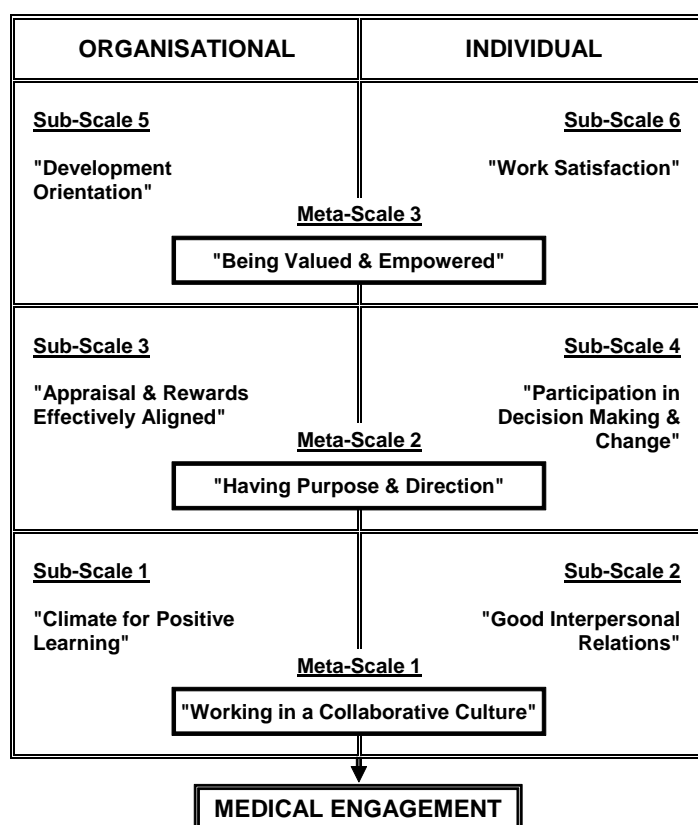 ORGANISATIONAL
INDIVIDUAL
Sub-Scale 5
"Development
Orientation"
Sub-Scale 6
"Work Satisfaction"
Meta-Scale 3
"Being Valued & Empowered"
Sub-Scale 3
"Appraisal & Rewards
Effectively Aligned"
Sub-Scale 4
"Participation in
Decision Making &
Change"
Meta-Scale 2
"Having Purpose & Direction"
Sub-Scale 1
"Climate for Positive
Learning"
Sub-Scale 2
"Good Interpersonal
Relations"
Meta-Scale 1
"Working in a Collaborative Culture"
MEDICAL ENGAGEMENT